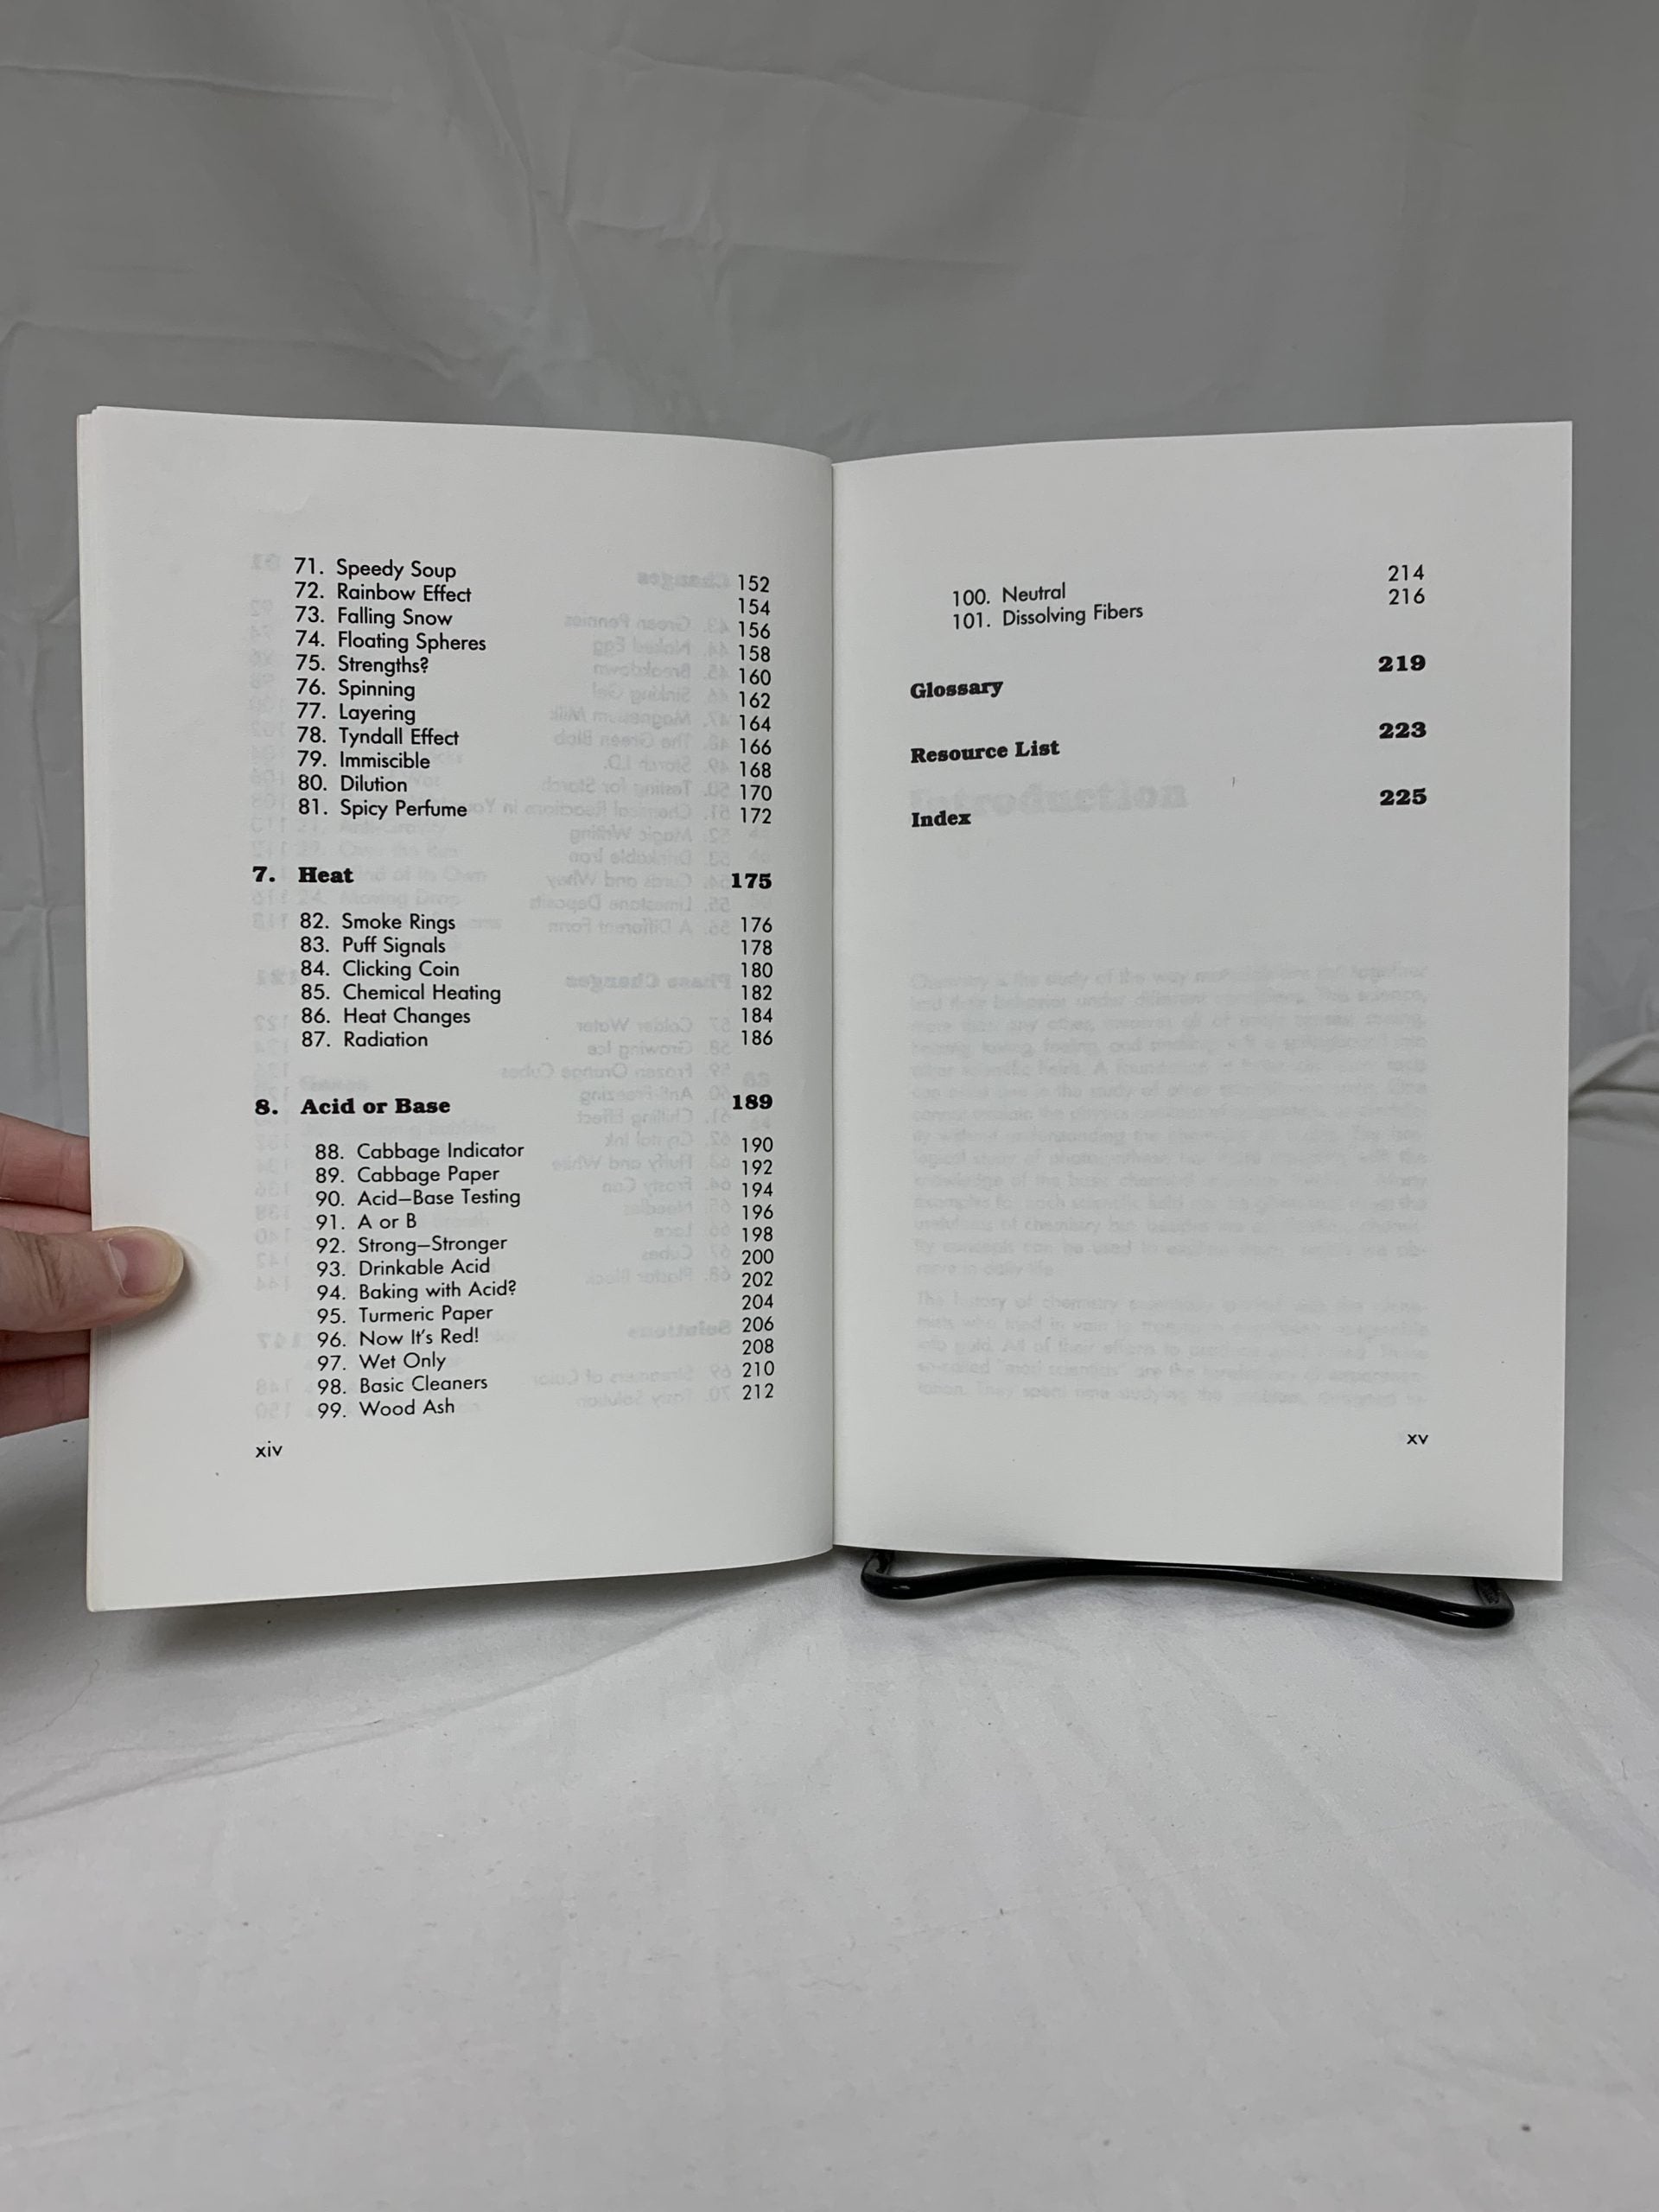 71. Speedy Soup 152
72. Rainbow Effect 154
73. Falling Snow 156
74. Floating Spheres 158
75. Strengths? 160
76. Spinning 162
77. Layering 164
78. Tyndall Effect 166
79. Immiscible 168
80. Dilution 170
81. Spicy Perfume 172
7. Heat 175
82. Smoke Rings 176
83. Puff Signals 178
84. Clicking Coin 180
85. Chemical Heating 182
86. Heat Changes 184
87. Radiation 186
8. Acid or Base 189
88. Cabbage Indicator 190
89. Cabbage Paper 192
90. Acid—Base Testing 194
91. A or B 196
92. Strong—Stronger 198
93. Drinkable Acid 200
94. Baking with Acid? 202
95. Turmeric Paper 204
96. Now It's Red! 206
97. Wet Only 208
98. Basic Cleaners 210
99. Wood Ash 212
xiv
100. Neutral 214
101. Dissolving Fibers 216
Glossary 219
Resource List 223
Index 225
xv